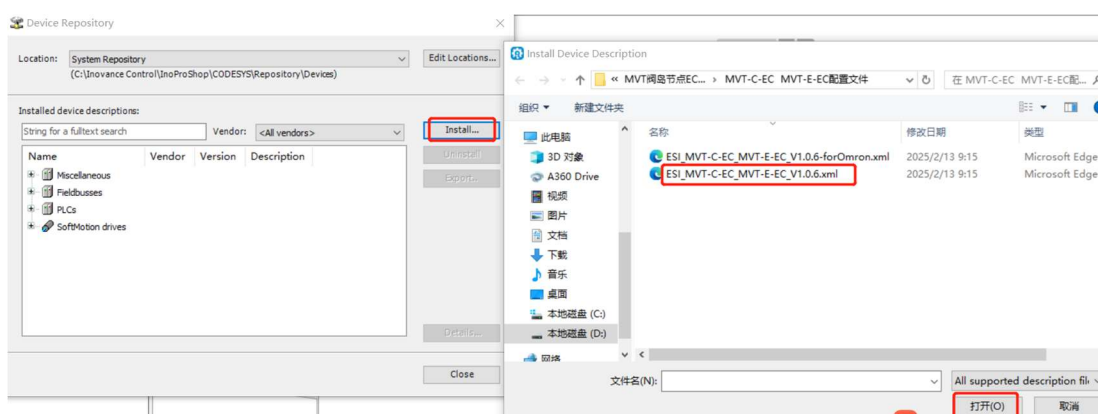 Device Repository
Location: System Repository Edit Locations...
(C:\Inovance Control\InoProShop\CODESYS\Repository\Devices)
Installed device descriptions:
String for a fulltext search Vendor: <All vendors> Install...
Uninstall
Export...
Name Vendor Version Description
Miscellaneous
Fieldbusses
PLCs
SoftMotion drives
Details...
Close
Install Device Description
« MVT阀岛节点EC... › MVT-C-EC MVT-E-EC配置文件 在 MVT-C-EC MVT-E-EC配...
组织 新建文件夹
此电脑
3D 对象
A360 Drive
视频
图片
文档
下载
音乐
桌面
本地磁盘 (C:)
本地磁盘 (D:)
网络
名称 修改日期 类型
ESI_MVT-C-EC_MVT-E-EC_V1.0.6-forOmron.xml 2025/2/13 9:15 Microsoft Edge
ESI_MVT-C-EC_MVT-E-EC_V1.0.6.xml 2025/2/13 9:15 Microsoft Edge
文件名(N): All supported description file
打开(O) 取消